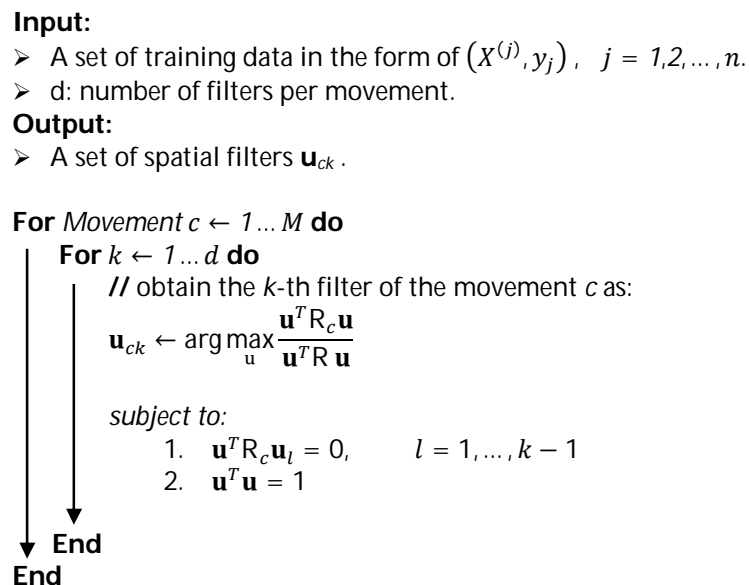 Input:
➢ A set of training data in the form of (X⁽ʲ⁾, yⱼ), j = 1,2, … , n.
➢ d: number of filters per movement.
Output:
➢ A set of spatial filters u_ck .
For Movement c ← 1 … M do
For k ← 1 … d do
// obtain the k-th filter of the movement c as:
u_ck ← arg max_u (u^T R_c u)/(u^T R u)
subject to:
1. u^T R_c u_l = 0, l = 1, … , k − 1
2. u^T u = 1
End
End